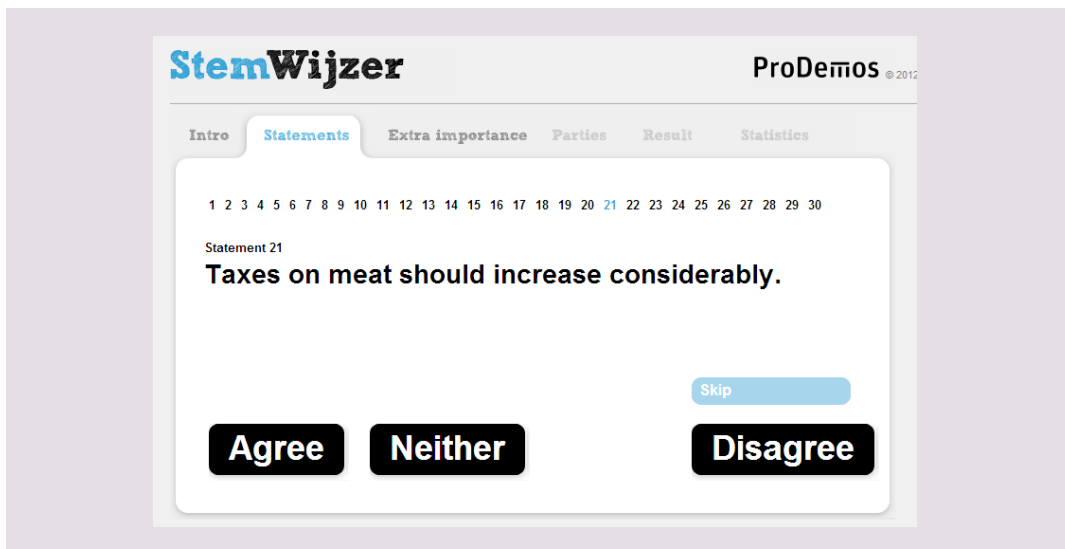 StemWijzer
ProDemos © 2012
Intro Statements Extra importance Parties Result Statistics
1 2 3 4 5 6 7 8 9 10 11 12 13 14 15 16 17 18 19 20 21 22 23 24 25 26 27 28 29 30
Statement 21
Taxes on meat should increase considerably.
Skip
Agree Neither Disagree